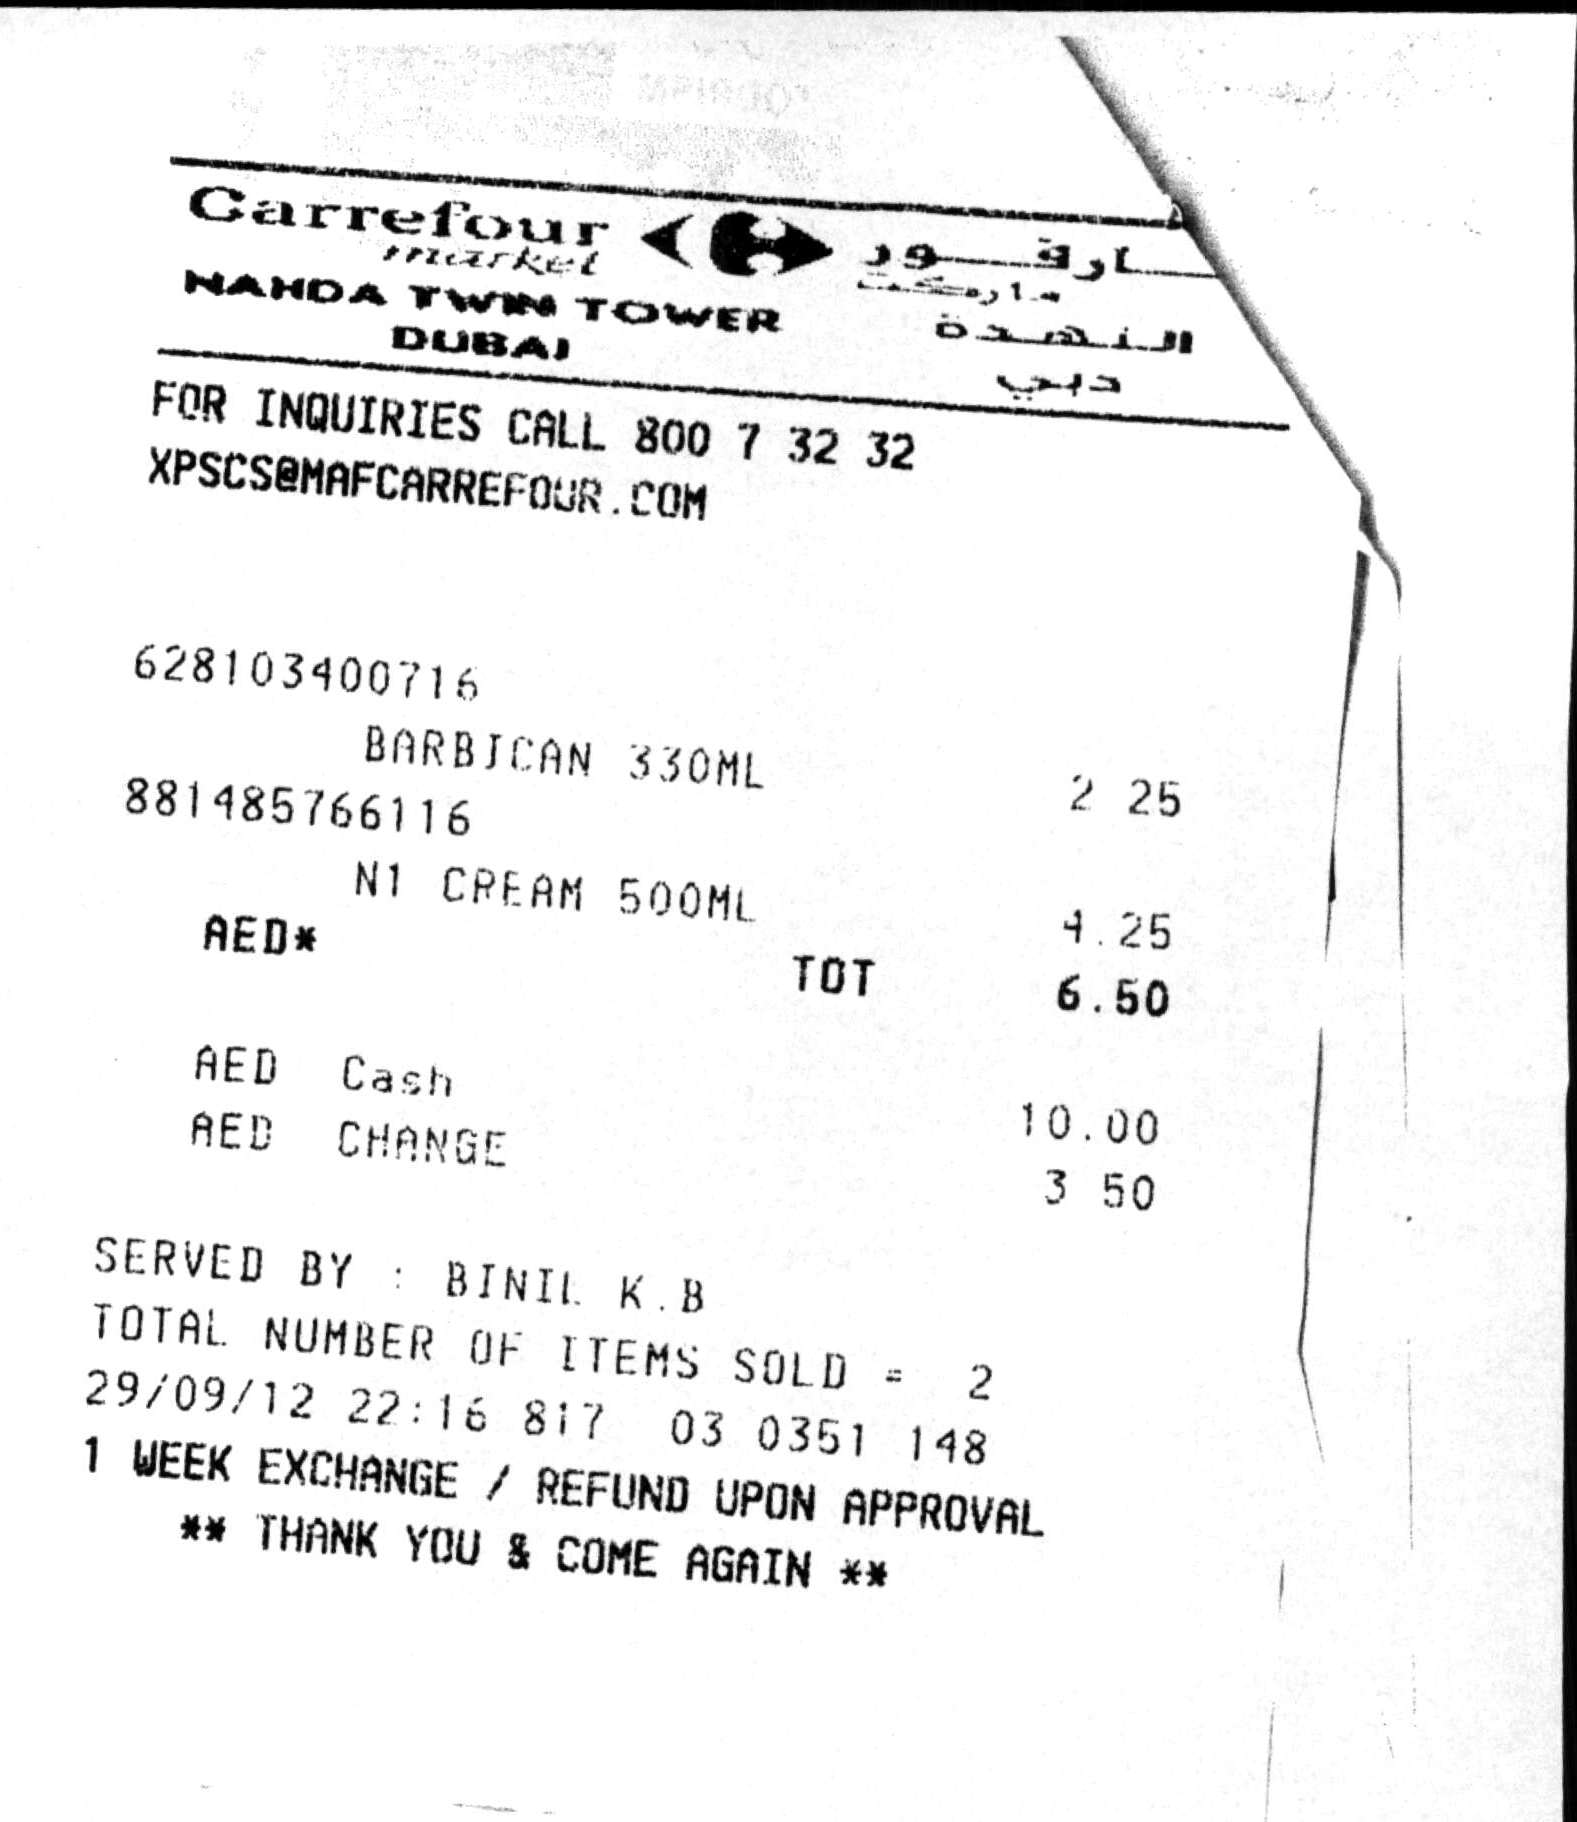 Carrefour
market
NAHDA TWIN TOWER
DUBAI
ـارفـور
ماركت
النهدة
دبي
FOR INQUIRIES CALL 800 7 32 32
XPSCS@MAFCARREFOUR.COM
628103400716
BARBICAN 330ML 2 25
881485766116
N1 CREAM 500ML 4.25
AED* TOT 6.50
AED Cash 10.00
AED CHANGE 3 50
SERVED BY : BINIL K.B
TOTAL NUMBER OF ITEMS SOLD = 2
29/09/12 22:16 817 03 0351 148
1 WEEK EXCHANGE / REFUND UPON APPROVAL
** THANK YOU & COME AGAIN **